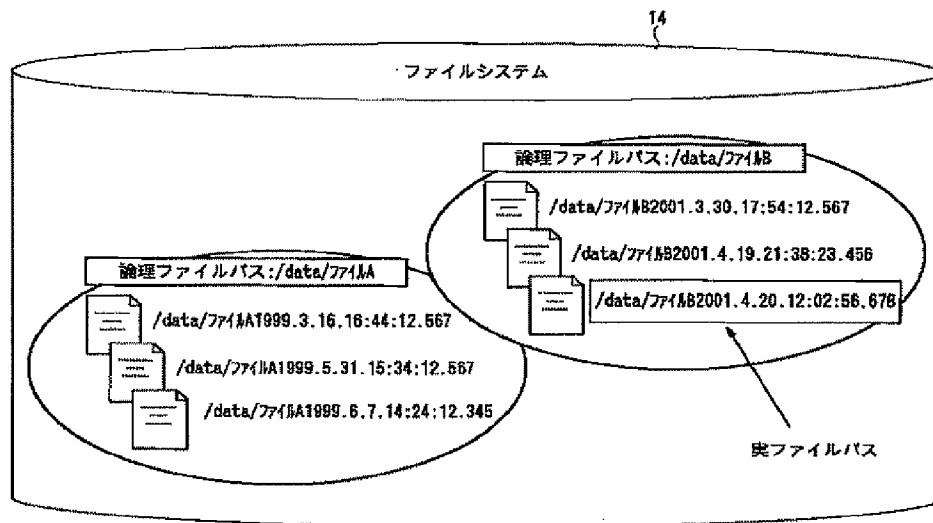 14
ファイルシステム
論理ファイルパス:/data/ファイルB
/data/ファイルB2001.3.30.17:54:12.567
/data/ファイルB2001.4.19.21:38:23.456
/data/ファイルB2001.4.20.12:02:56.678
論理ファイルパス:/data/ファイルA
/data/ファイルA1999.3.16.16:44:12.567
/data/ファイルA1999.5.31.15:34:12.567
/data/ファイルA1999.6.7.14:24:12.345
実ファイルパス